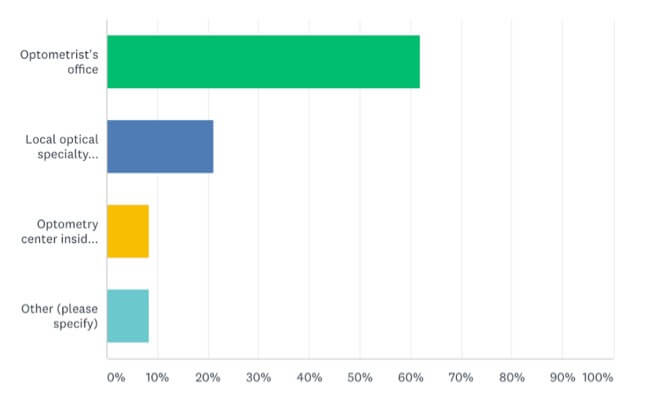 Optometrist's
office
Local optical
specialty...
Optometry
center insid...
Other (please
specify)
0% 10% 20% 30% 40% 50% 60% 70% 80% 90% 100%